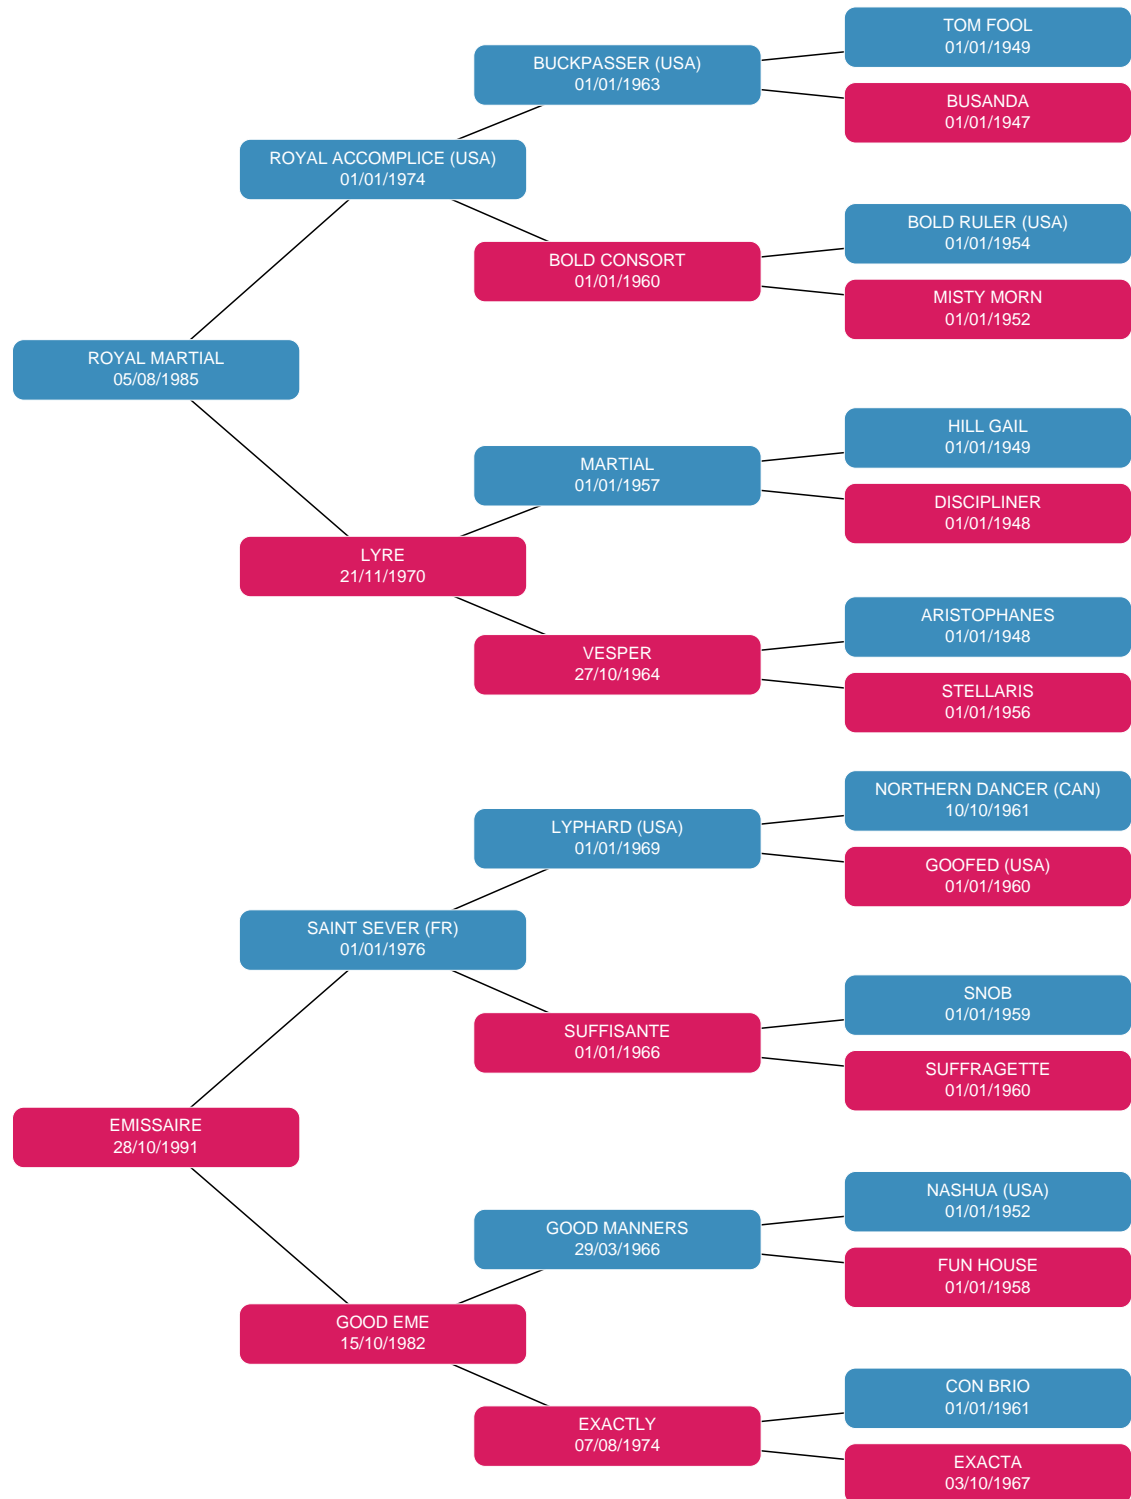 TOM FOOL
01/01/1949
BUCKPASSER (USA)
01/01/1963
BUSANDA
01/01/1947
ROYAL ACCOMPLICE (USA)
01/01/1974
BOLD RULER (USA)
01/01/1954
BOLD CONSORT
01/01/1960
MISTY MORN
01/01/1952
ROYAL MARTIAL
05/08/1985
HILL GAIL
01/01/1949
MARTIAL
01/01/1957
DISCIPLINER
01/01/1948
LYRE
21/11/1970
ARISTOPHANES
01/01/1948
VESPER
27/10/1964
STELLARIS
01/01/1956
NORTHERN DANCER (CAN)
10/10/1961
LYPHARD (USA)
01/01/1969
GOOFED (USA)
01/01/1960
SAINT SEVER (FR)
01/01/1976
SNOB
01/01/1959
SUFFISANTE
01/01/1966
SUFFRAGETTE
01/01/1960
EMISSAIRE
28/10/1991
NASHUA (USA)
01/01/1952
GOOD MANNERS
29/03/1966
FUN HOUSE
01/01/1958
GOOD EME
15/10/1982
CON BRIO
01/01/1961
EXACTLY
07/08/1974
EXACTA
03/10/1967